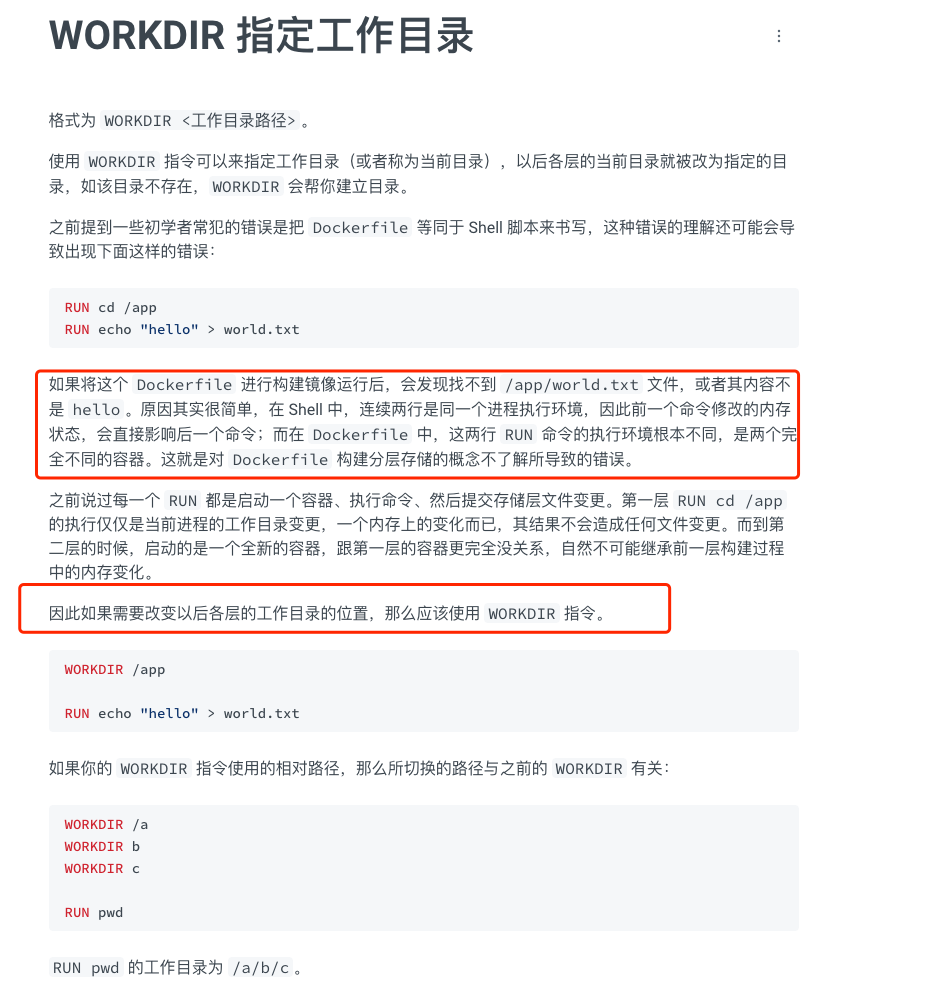 WORKDIR 指定工作目录
格式为 WORKDIR <工作目录路径> 。
使用 WORKDIR 指令可以来指定工作目录（或者称为当前目录），以后各层的当前目录就被改为指定的目
录，如该目录不存在， WORKDIR 会帮你建立目录。
之前提到一些初学者常犯的错误是把 Dockerfile 等同于 Shell 脚本来书写，这种错误的理解还可能会导
致出现下面这样的错误：
RUN cd /app
RUN echo "hello" > world.txt
如果将这个 Dockerfile 进行构建镜像运行后，会发现找不到 /app/world.txt 文件，或者其内容不
是 hello 。原因其实很简单，在 Shell 中，连续两行是同一个进程执行环境，因此前一个命令修改的内存
状态，会直接影响后一个命令；而在 Dockerfile 中，这两行 RUN 命令的执行环境根本不同，是两个完
全不同的容器。这就是对 Dockerfile 构建分层存储的概念不了解所导致的错误。
之前说过每一个 RUN 都是启动一个容器、执行命令、然后提交存储层文件变更。第一层 RUN cd /app
的执行仅仅是当前进程的工作目录变更，一个内存上的变化而已，其结果不会造成任何文件变更。而到第
二层的时候，启动的是一个全新的容器，跟第一层的容器更完全没关系，自然不可能继承前一层构建过程
中的内存变化。
因此如果需要改变以后各层的工作目录的位置，那么应该使用 WORKDIR 指令。
WORKDIR /app
RUN echo "hello" > world.txt
如果你的 WORKDIR 指令使用的相对路径，那么所切换的路径与之前的 WORKDIR 有关：
WORKDIR /a
WORKDIR b
WORKDIR c
RUN pwd
RUN pwd 的工作目录为 /a/b/c 。